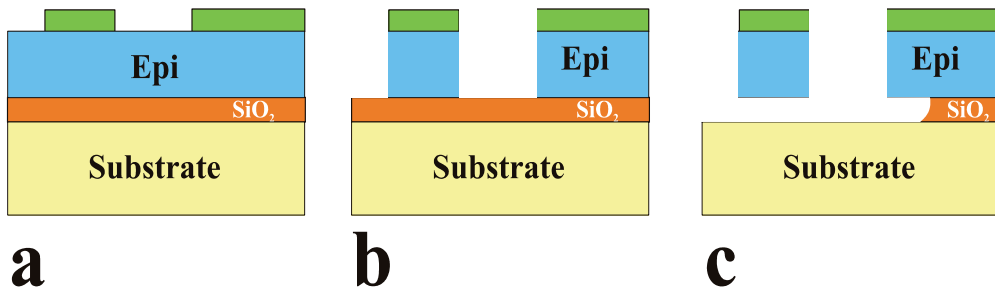 Epi
SiO₂
Substrate
a
Epi
SiO₂
Substrate
b
Epi
SiO₂
Substrate
c